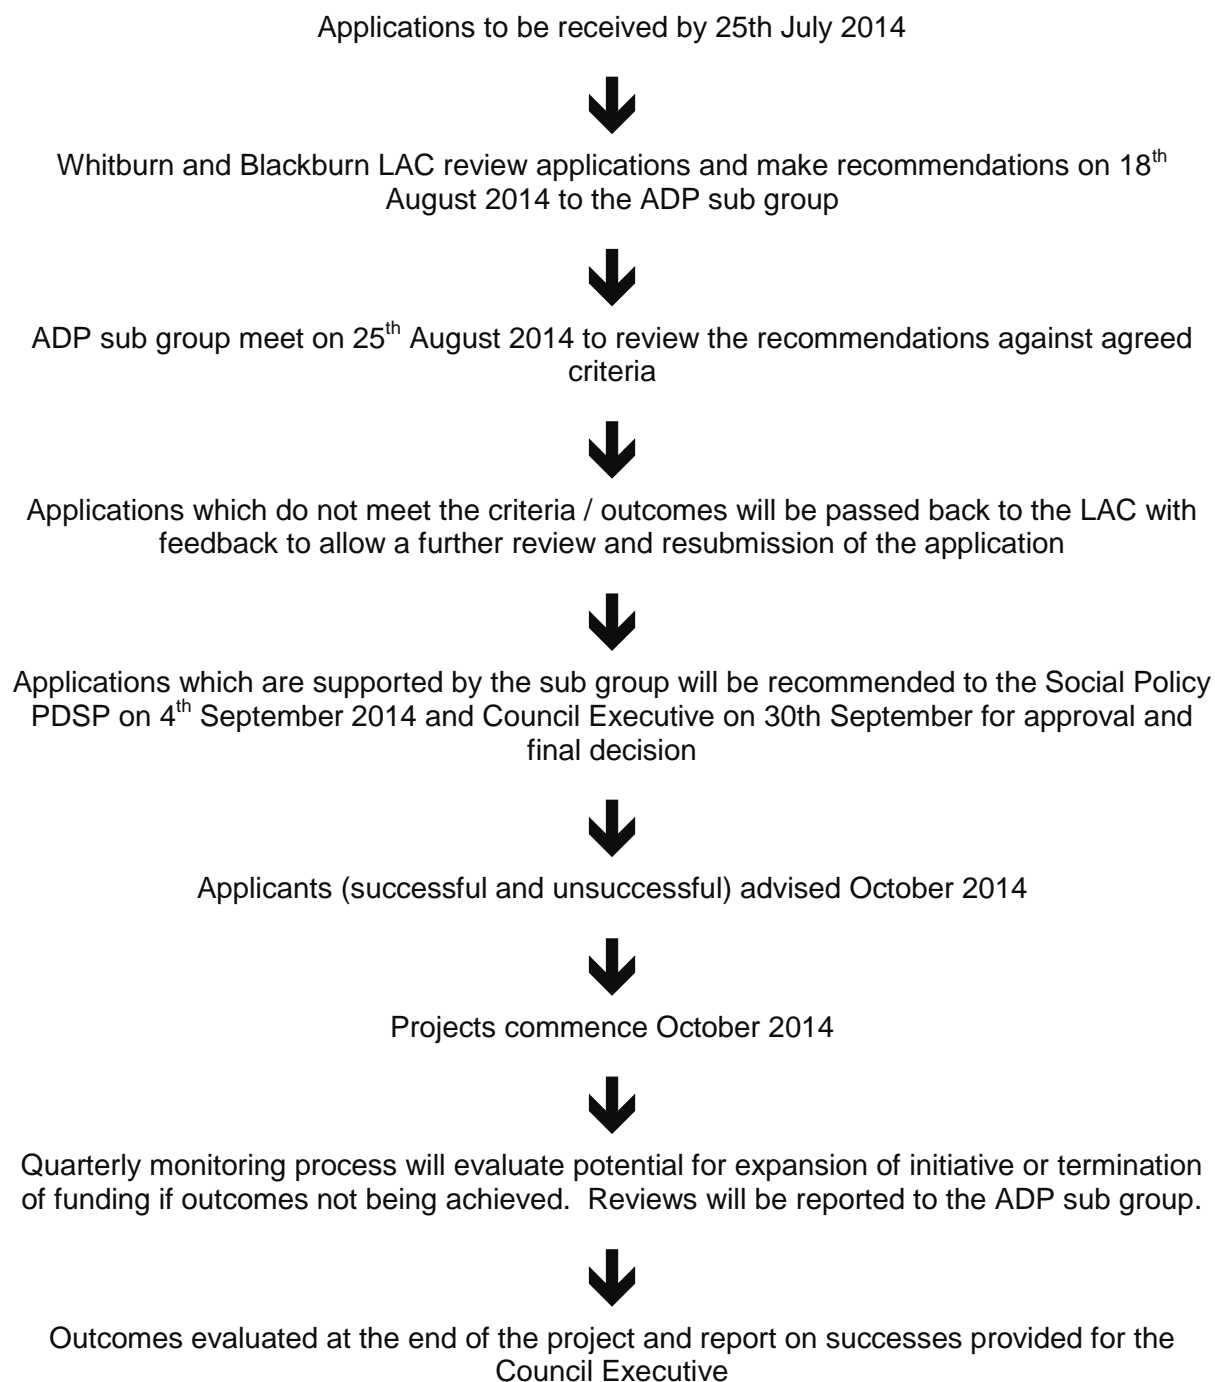 Applications to be received by 25th July 2014
Whitburn and Blackburn LAC review applications and make recommendations on 18th
August 2014 to the ADP sub group
ADP sub group meet on 25th August 2014 to review the recommendations against agreed
criteria
Applications which do not meet the criteria / outcomes will be passed back to the LAC with
feedback to allow a further review and resubmission of the application
Applications which are supported by the sub group will be recommended to the Social Policy
PDSP on 4th September 2014 and Council Executive on 30th September for approval and
final decision
Applicants (successful and unsuccessful) advised October 2014
Projects commence October 2014
Quarterly monitoring process will evaluate potential for expansion of initiative or termination
of funding if outcomes not being achieved.  Reviews will be reported to the ADP sub group.
Outcomes evaluated at the end of the project and report on successes provided for the
Council Executive